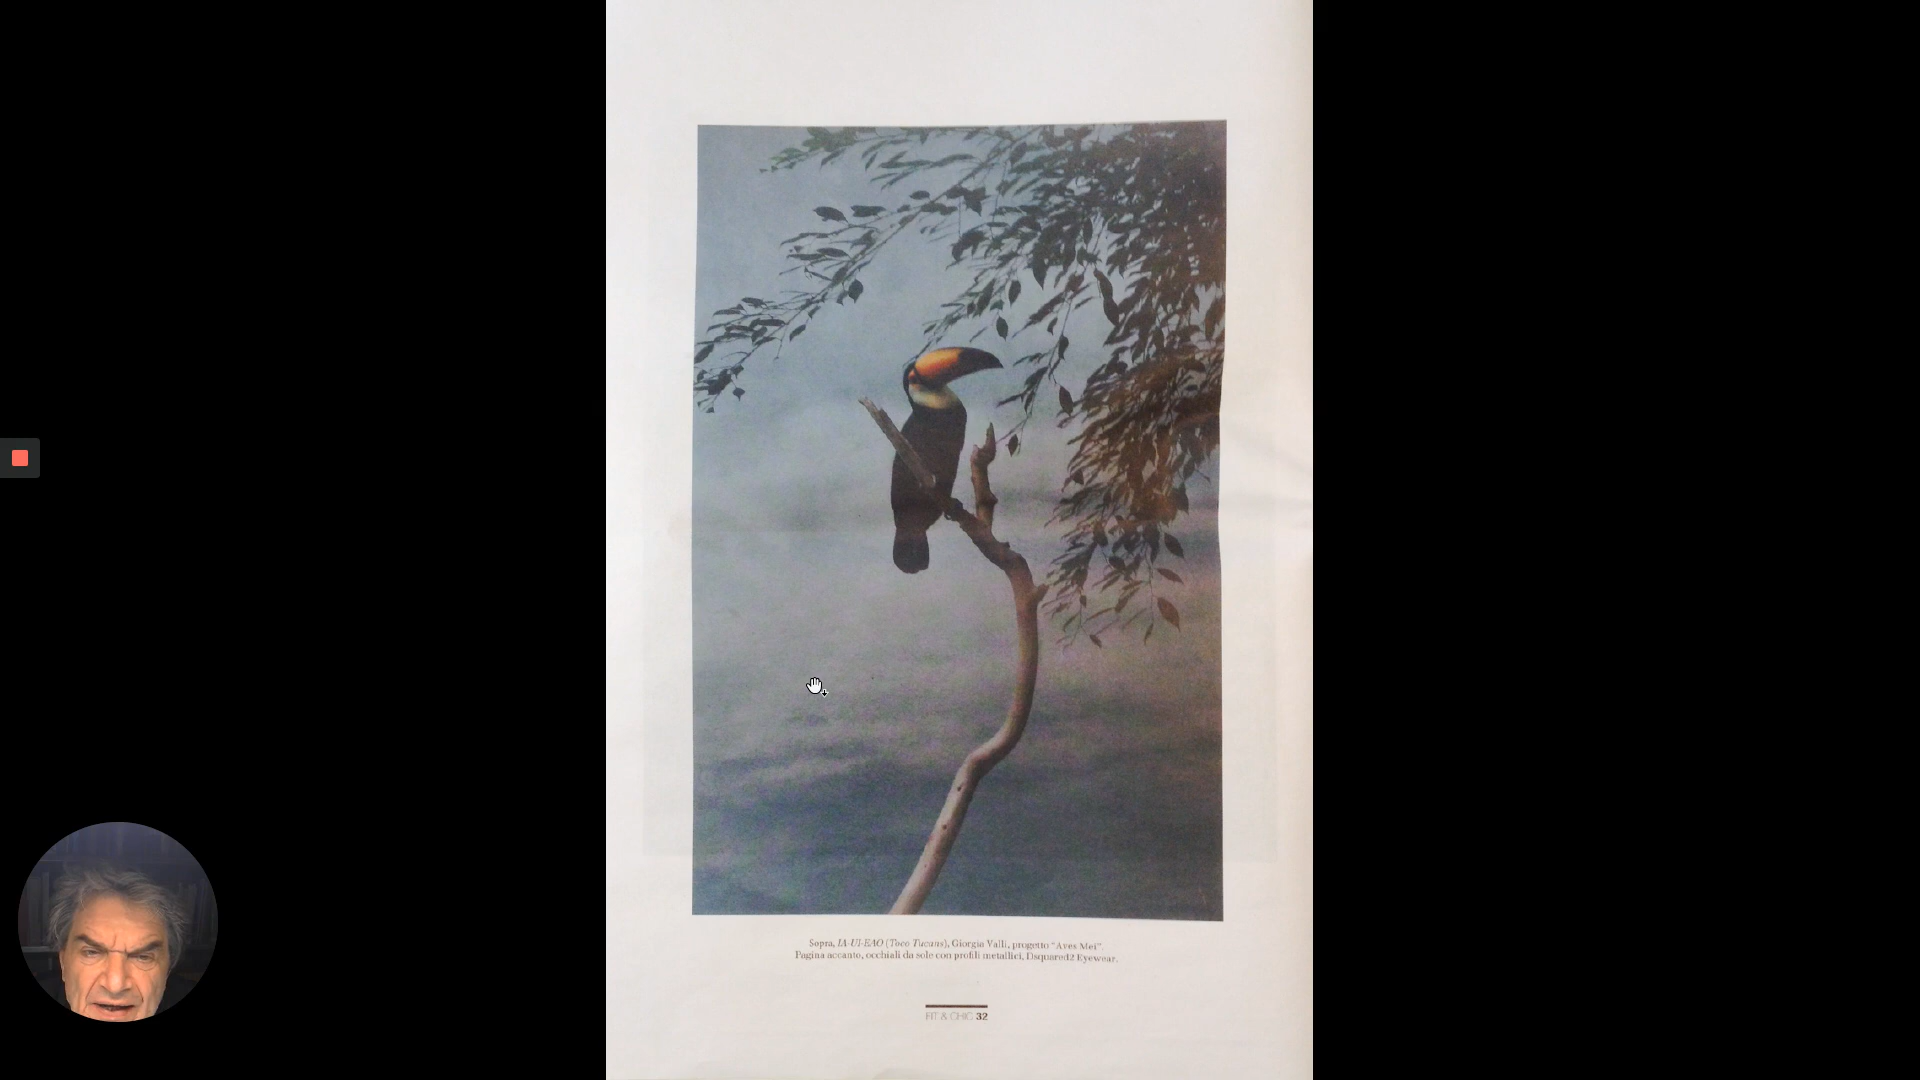 Sopra, IA-UI-EAO (Toco Tucans), Giorgia Valli, progetto "Aves Mei".
Pagina accanto, occhiali da sole con profili metallici, Dsquared2 Eyewear.
FIT & CHIC 32